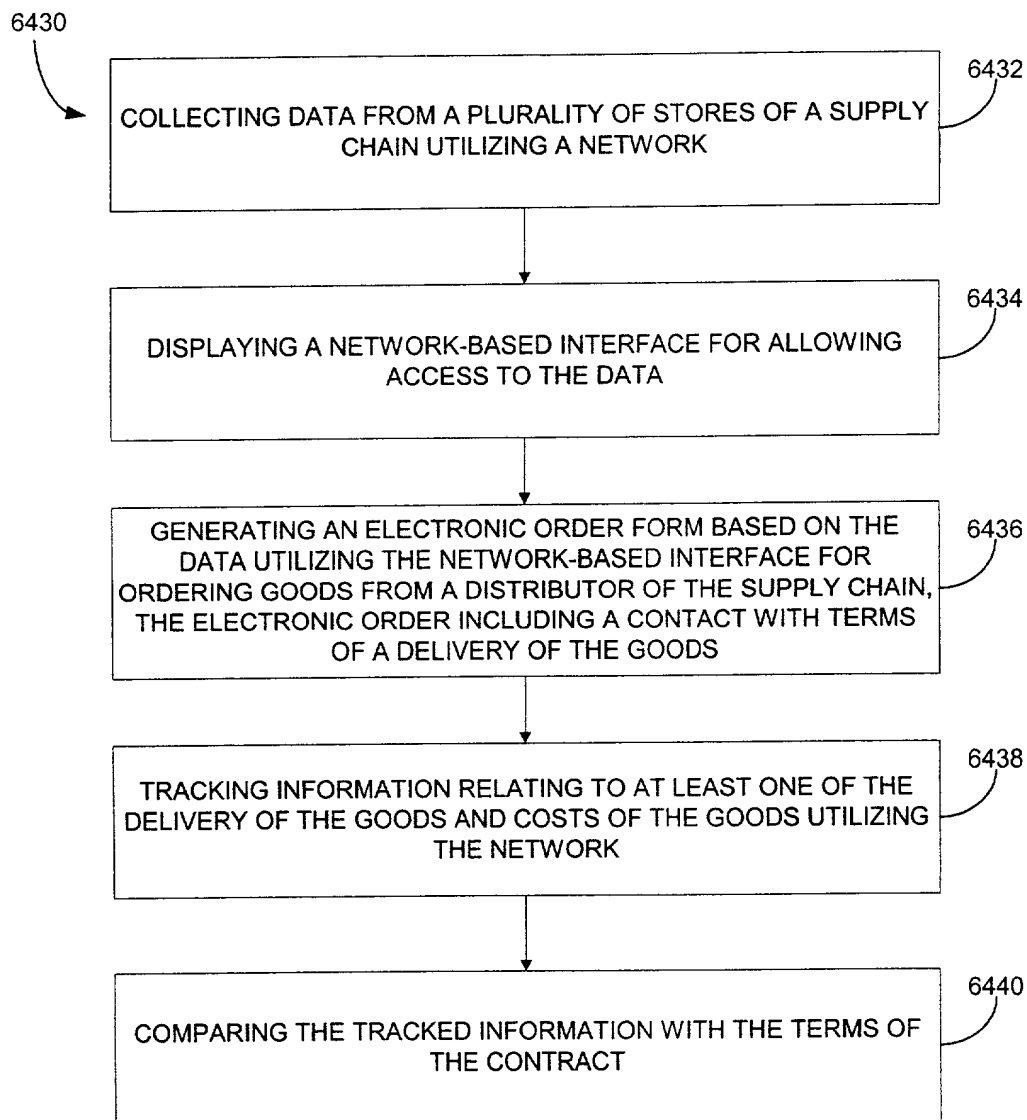 6430
6432
COLLECTING DATA FROM A PLURALITY OF STORES OF A SUPPLY
CHAIN UTILIZING A NETWORK
6434
DISPLAYING A NETWORK-BASED INTERFACE FOR ALLOWING
ACCESS TO THE DATA
6436
GENERATING AN ELECTRONIC ORDER FORM BASED ON THE
DATA UTILIZING THE NETWORK-BASED INTERFACE FOR
ORDERING GOODS FROM A DISTRIBUTOR OF THE SUPPLY CHAIN,
THE ELECTRONIC ORDER INCLUDING A CONTACT WITH TERMS
OF A DELIVERY OF THE GOODS
6438
TRACKING INFORMATION RELATING TO AT LEAST ONE OF THE
DELIVERY OF THE GOODS AND COSTS OF THE GOODS UTILIZING
THE NETWORK
6440
COMPARING THE TRACKED INFORMATION WITH THE TERMS OF
THE CONTRACT